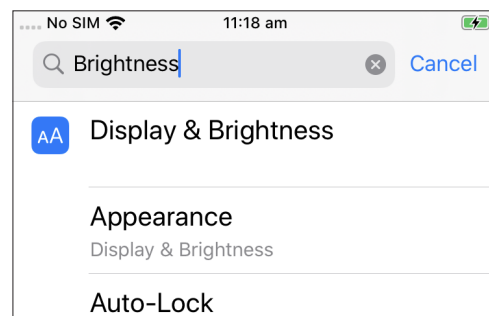 No SIM 11:18 am
Brightness Cancel
AA Display & Brightness
Appearance
Display & Brightness
Auto-Lock